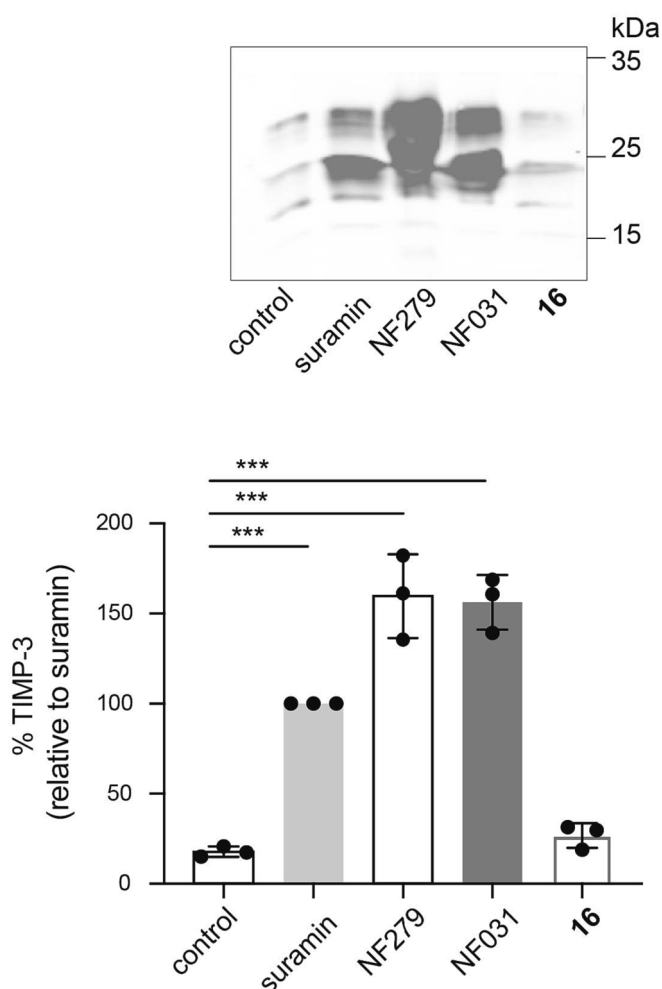 kDa
35
25
15
control
suramin
NF279
NF031
16
***
***
***
200
150
100
50
0
% TIMP-3
(relative to suramin)
control
suramin
NF279
NF031
16